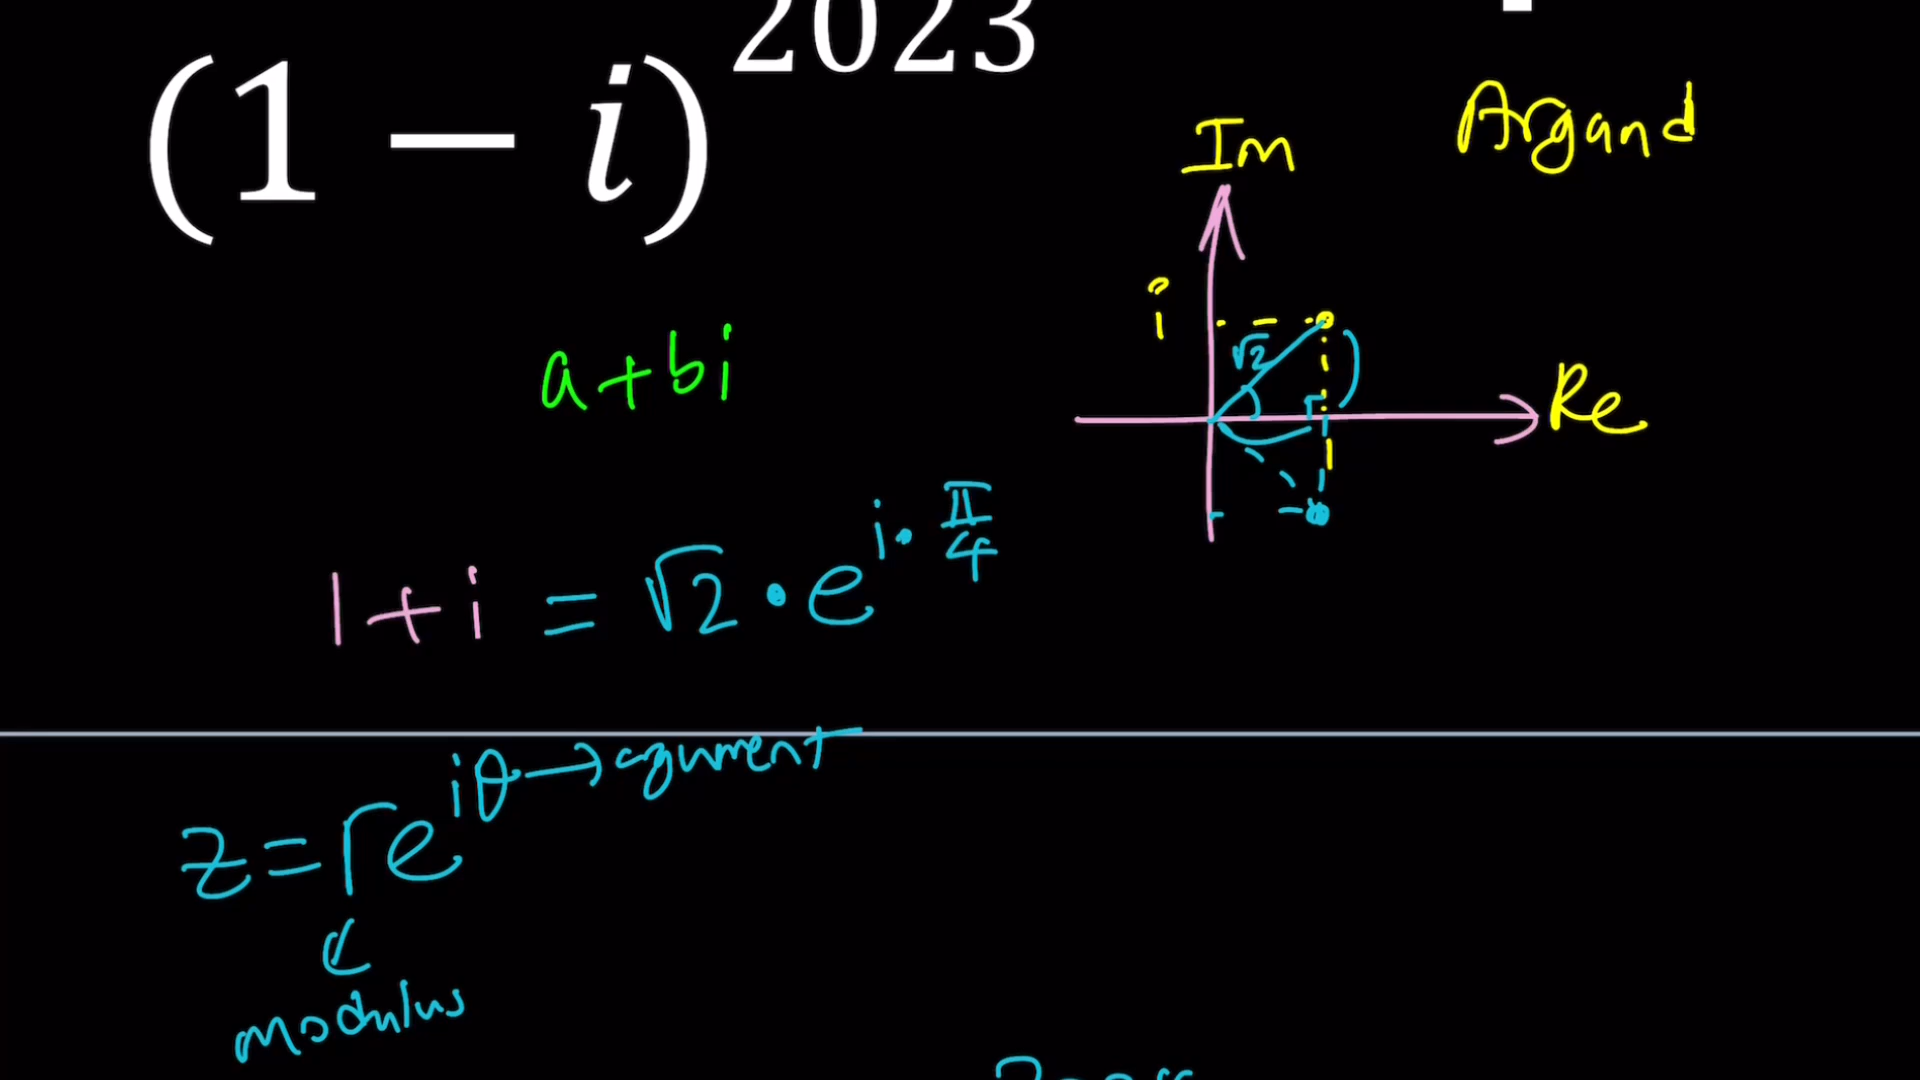 (1 − i)^2023
Argand
Im
i
√2
a+bi
Re
1+i = √2 · e^{i·π/4}
z = re^{iθ} → argument
modulus